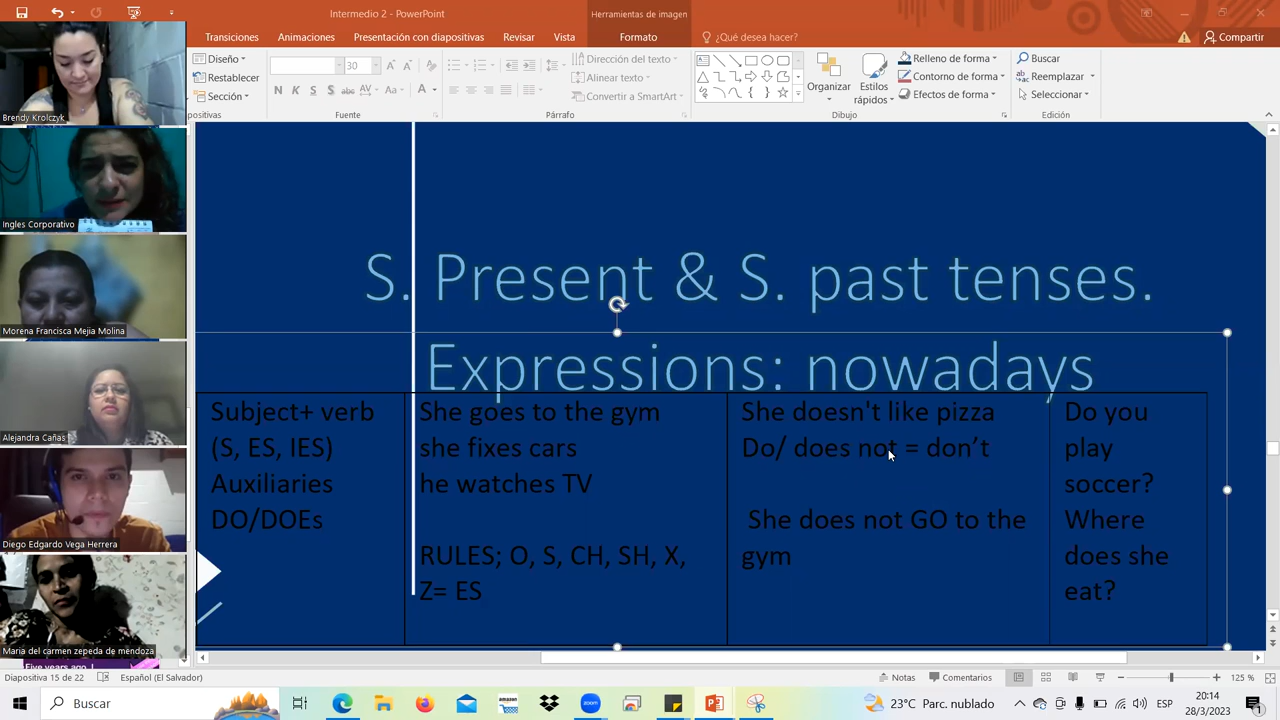 Intermedio 2 - PowerPoint
Herramientas de imagen
Transiciones
Animaciones
Presentación con diapositivas
Revisar
Vista
Formato
¿Qué desea hacer?
Compartir
Diseño
Restablecer
Sección
30
Dirección del texto
Alinear texto
Convertir a SmartArt
Organizar
Estilos
rápidos
Relleno de forma
Contorno de forma
Efectos de forma
Buscar
Reemplazar
Seleccionar
positivas
Fuente
Párrafo
Dibujo
Edición
Brendy Krolczyk
Ingles Corporativo
Morena Francisca Mejia Molina
Alejandra Cañas
Diego Edgardo Vega Herrera
Maria del carmen zepeda de mendoza
Five years ago, I
S. Present & S. past tenses.
Expressions: nowadays
Subject+ verb
(S, ES, IES)
Auxiliaries
DO/DOEs
She goes to the gym
she fixes cars
he watches TV
RULES; O, S, CH, SH, X,
Z= ES
She doesn't like pizza
Do/ does not = don’t
She does not GO to the
gym
Do you
play
soccer?
Where
does she
eat?
Diapositiva 15 de 22
Español (El Salvador)
Notas
Comentarios
125 %
Buscar
23°C Parc. nublado
ESP
20:14
28/3/2023